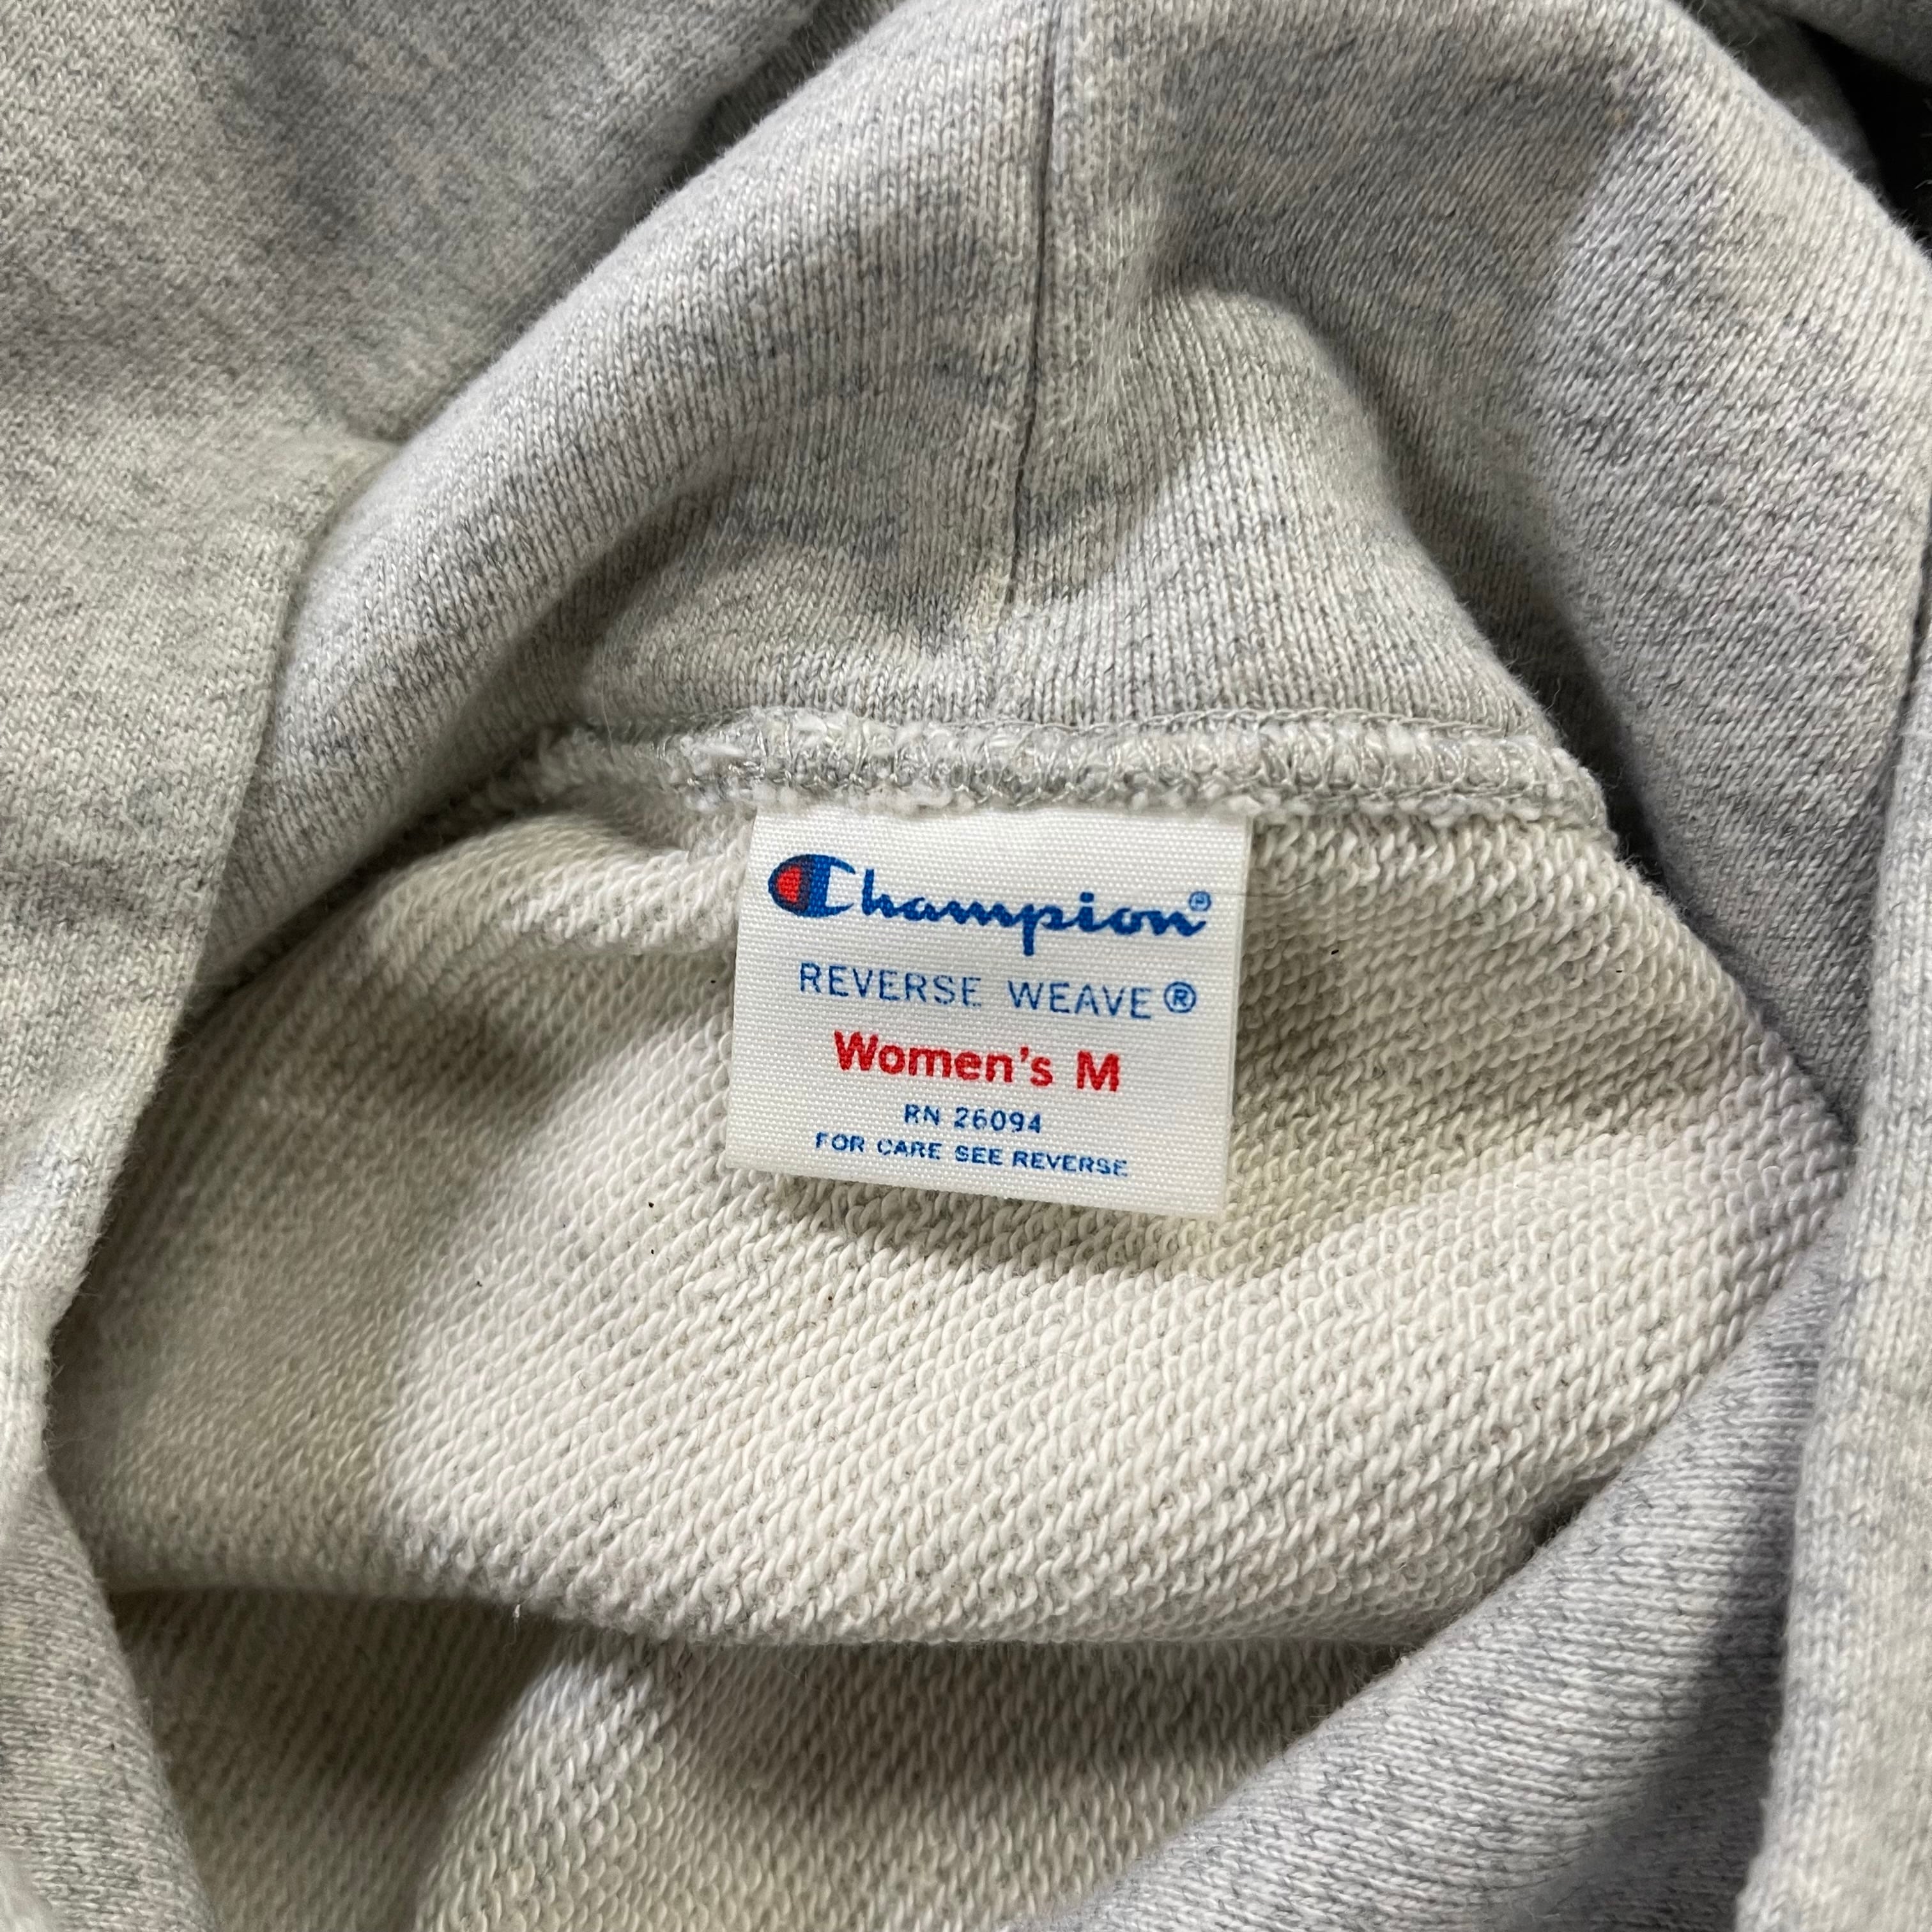 Champion®
REVERSE WEAVE®
Women's M
RN 26094
FOR CARE SEE REVERSE